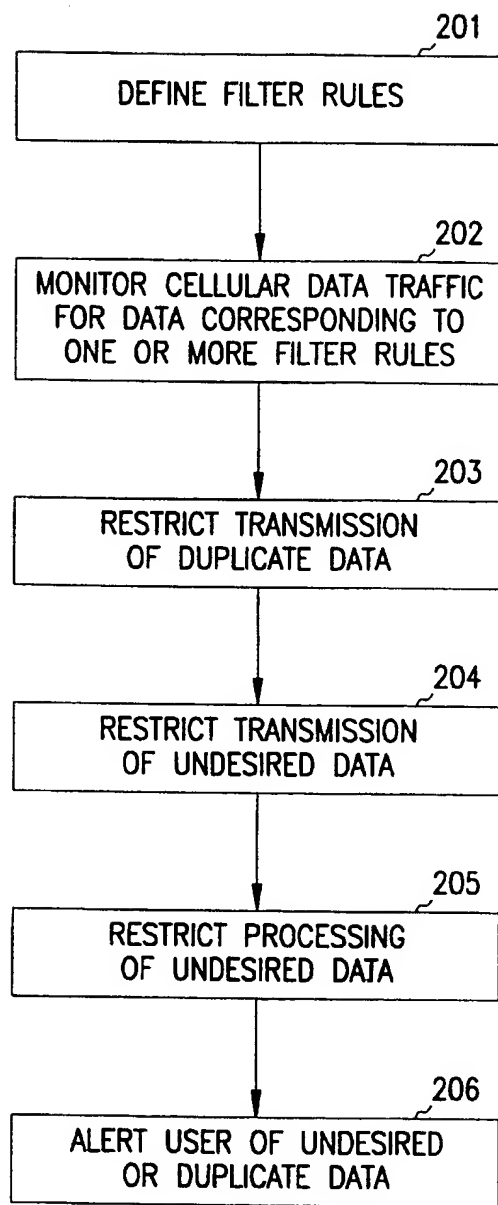 201
DEFINE FILTER RULES
202
MONITOR CELLULAR DATA TRAFFIC
FOR DATA CORRESPONDING TO
ONE OR MORE FILTER RULES
203
RESTRICT TRANSMISSION
OF DUPLICATE DATA
204
RESTRICT TRANSMISSION
OF UNDESIRED DATA
205
RESTRICT PROCESSING
OF UNDESIRED DATA
206
ALERT USER OF UNDESIRED
OR DUPLICATE DATA